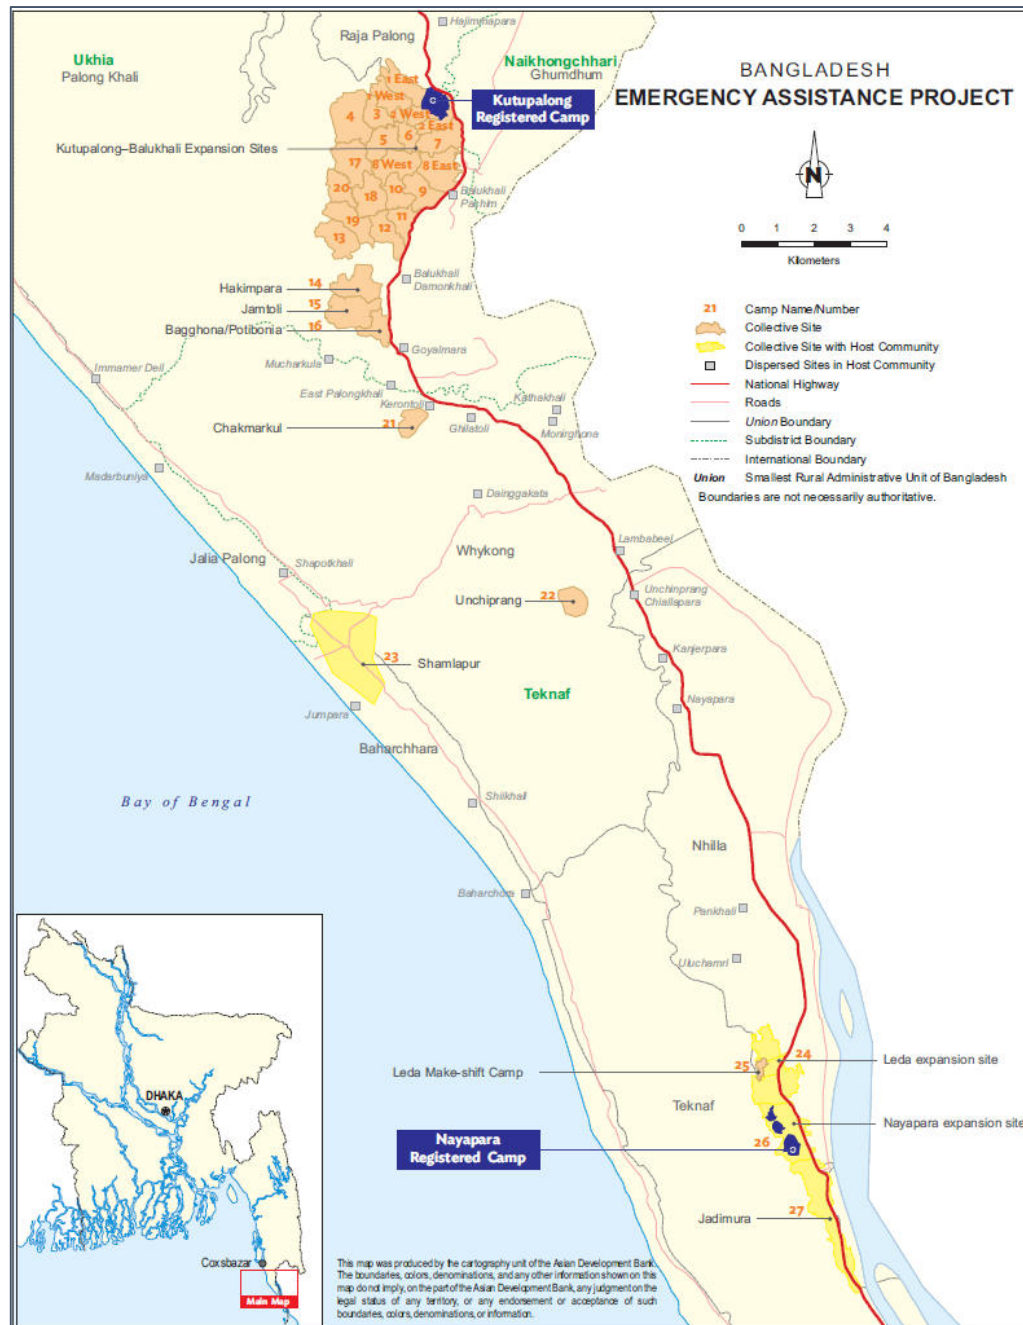 BANGLADESH
EMERGENCY ASSISTANCE PROJECT
N
0 1 2 3 4
Kilometers
21 Camp Name/Number
Collective Site
Collective Site with Host Community
Dispersed Sites in Host Community
National Highway
Roads
Union Boundary
Subdistrict Boundary
International Boundary
Union Smallest Rural Administrative Unit of Bangladesh
Boundaries are not necessarily authoritative.
Hajimmapara
Raja Palong
Ukhia
Palong Khali
Naikhongchhari
Ghumdhum
Kutupalong
Registered Camp
1 East
1 West
4
3
2 West
2 East
5
6
7
Kutupalong–Balukhali Expansion Sites
17
8 West
8 East
20
18
10
9
Balukhali
Pachim
19
11
12
13
Balukhali
Damonkhali
Hakimpara
14
Jamtoli
15
Bagghona/Potibonia
16
Goyalmara
Mucharkula
Immamer Deil
East Palongkhali
Kerontoli
Kathakhali
Chakmarkul
21
Ghilatoli
Monirghona
Madarbuniya
Dainggakata
Whykong
Lambabeel
Jalia Palong
Shapotkhali
Unchiprang
22
Unchinprang
Chiallapara
23
Shamlapur
Kanjerpara
Teknaf
Nayapara
Jumpara
Baharchhara
Bay of Bengal
Shilkhali
Nhilla
Baharchora
Pankhali
Uluchamri
24
Leda expansion site
25
Leda Make-shift Camp
Teknaf
Nayapara expansion site
Nayapara
Registered Camp
26
Jadimura
27
DHAKA
Coxsbazar
Main Map
This map was produced by the cartography unit of the Asian Development Bank.
The boundaries, colors, denominations, and any other information shown on this
map do not imply, on the part of the Asian Development Bank, any judgment on the
legal status of any territory, or any endorsement or acceptance of such
boundaries, colors, denominations, or information.